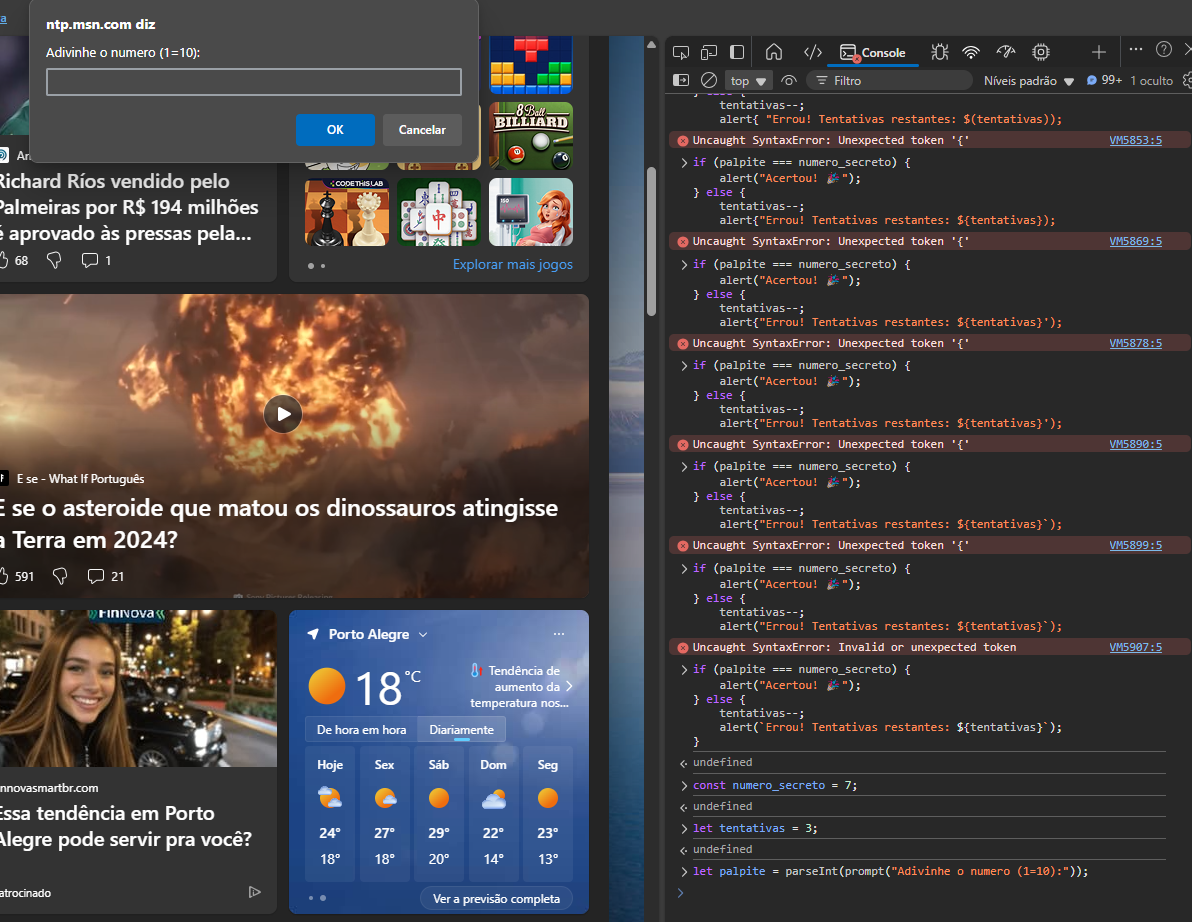 ntp.msn.com diz
Adivinhe o numero (1=10):
OK
Cancelar
8 Ball
BILLIARD
CODETHISLAB
中
ISO
Explorar mais jogos
Richard Ríos vendido pelo
Palmeiras por R$ 194 milhões
é aprovado às pressas pela...
68
1
E se - What If Português
E se o asteroide que matou os dinossauros atingisse
a Terra em 2024?
591
21
Sony Pictures Releasing
FinNova
innovasmartbr.com
Essa tendência em Porto
Alegre pode servir pra você?
atrocinado
Porto Alegre
18
°C
Tendência de
aumento da
temperatura nos...
De hora em hora
Diariamente
Hoje
Sex
Sáb
Dom
Seg
24°
27°
29°
22°
23°
18°
18°
20°
14°
13°
Ver a previsão completa
Console
top
Filtro
Níveis padrão
99+
1 oculto
} else {
tentativas--;
alert{ "Errou! Tentativas restantes: $(tentativas));
Uncaught SyntaxError: Unexpected token '{'
VM5853:5
if (palpite === numero_secreto) {
alert("Acertou! 🎉");
} else {
tentativas--;
alert{"Errou! Tentativas restantes: ${tentativas});
Uncaught SyntaxError: Unexpected token '{'
VM5869:5
if (palpite === numero_secreto) {
alert("Acertou! 🎉");
} else {
tentativas--;
alert{"Errou! Tentativas restantes: ${tentativas}');
Uncaught SyntaxError: Unexpected token '{'
VM5878:5
if (palpite === numero_secreto) {
alert("Acertou! 🎉");
} else {
tentativas--;
alert{"Errou! Tentativas restantes: ${tentativas}');
Uncaught SyntaxError: Unexpected token '{'
VM5890:5
if (palpite === numero_secreto) {
alert("Acertou! 🎉");
} else {
tentativas--;
alert{"Errou! Tentativas restantes: ${tentativas}`);
Uncaught SyntaxError: Unexpected token '{'
VM5899:5
if (palpite === numero_secreto) {
alert("Acertou! 🎉");
} else {
tentativas--;
alert("Errou! Tentativas restantes: ${tentativas}`);
Uncaught SyntaxError: Invalid or unexpected token
VM5907:5
if (palpite === numero_secreto) {
alert("Acertou! 🎉");
} else {
tentativas--;
alert(`Errou! Tentativas restantes: ${tentativas}`);
}
undefined
const numero_secreto = 7;
undefined
let tentativas = 3;
undefined
let palpite = parseInt(prompt("Adivinhe o numero (1=10):"));